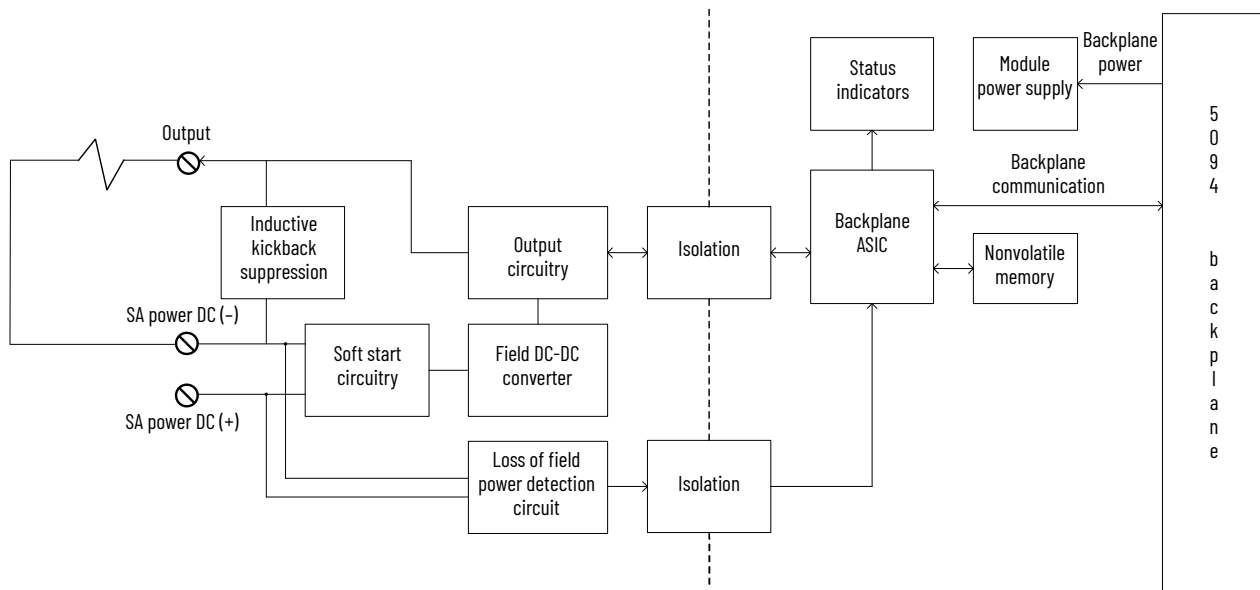 Status
indicators
Module
power supply
Backplane
power
Output
Backplane
communication
Inductive
kickback
suppression
Output
circuitry
Isolation
Backplane
ASIC
Nonvolatile
memory
SA power DC (–)
Soft start
circuitry
Field DC-DC
converter
SA power DC (+)
Loss of field
power detection
circuit
Isolation
5
0
9
4
b
a
c
k
p
l
a
n
e